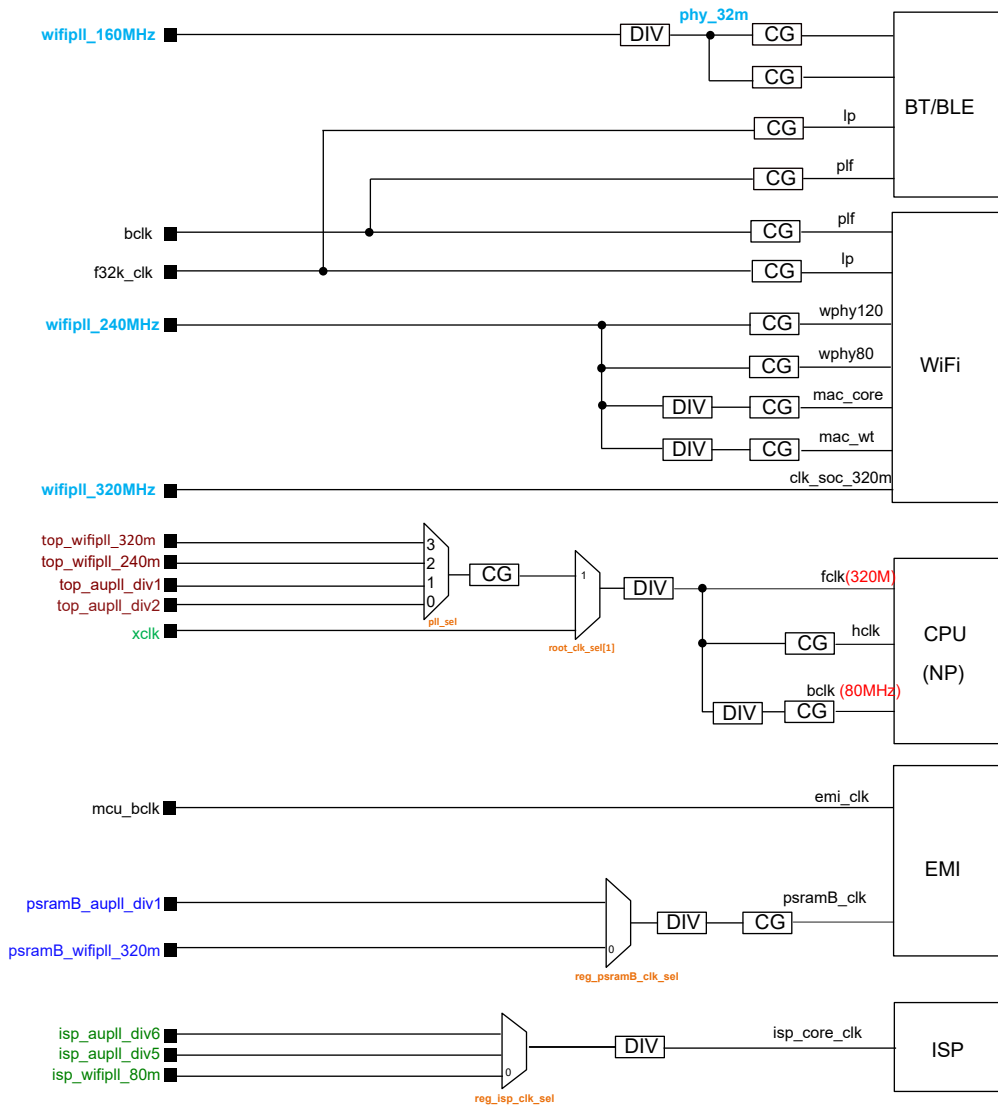 phy_32m
wifipll_160MHz DIV CG
CG
BT/BLE
lp
CG
plf
CG
bclk CG plf
f32k_clk CG lp
wifipll_240MHz CG wphy120
CG wphy80
WiFi
DIV CG mac_core
DIV CG mac_wt
wifipll_320MHz clk_soc_320m
top_wifipll_320m 3
top_wifipll_240m 2
top_aupll_div1 1
top_aupll_div2 0
pll_sel
CG
xclk
1
root_clk_sel[1]
DIV
fclk(320M)
CG hclk
DIV CG bclk (80MHz)
CPU
(NP)
mcu_bclk emi_clk
EMI
psramB_aupll_div1
psramB_wifipll_320m 0
reg_psramB_clk_sel
DIV CG psramB_clk
isp_aupll_div6
isp_aupll_div5
isp_wifipll_80m 0
reg_isp_clk_sel
DIV isp_core_clk
ISP